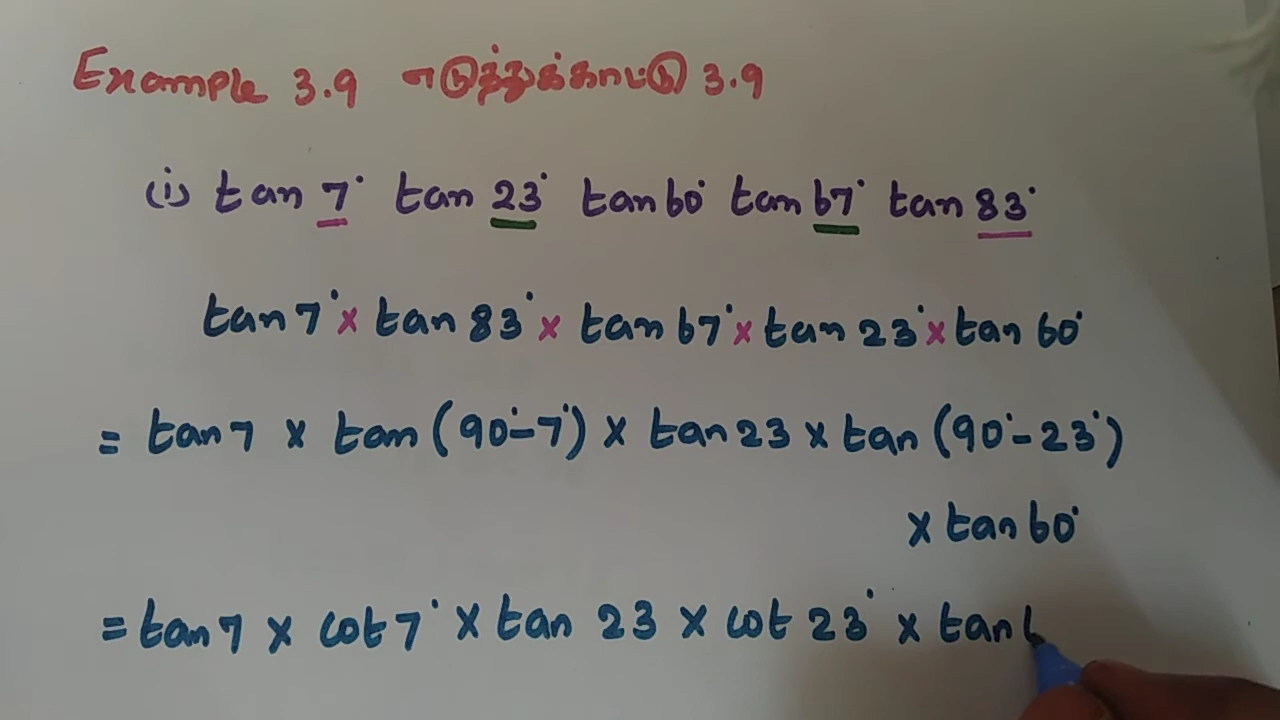 Example 3.9 எடுத்துக்காட்டு 3.9
(i) tan 7° tan 23° tan 60° tan 67° tan 83°
tan 7° x tan 83° x tan 67° x tan 23° x tan 60°
= tan 7 x tan (90° - 7°) x tan 23 x tan (90° - 23°)
x tan 60°
= tan 7 x cot 7° x tan 23 x cot 23° x tan 6